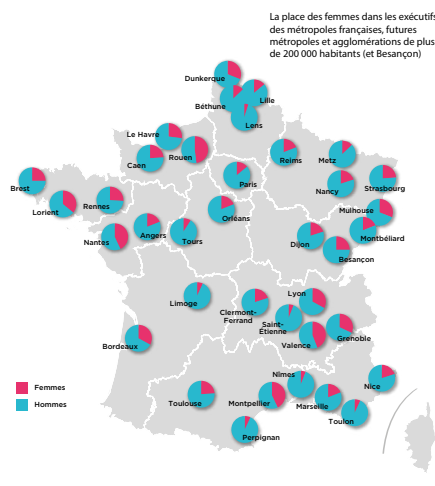 La place des femmes dans les exécutifs
des métropoles françaises, futures
métropoles et agglomérations de plus
de 200 000 habitants (et Besançon)
Dunkerque
Lille
Béthune
Lens
Le Havre
Rouen
Caen
Reims
Metz
Nancy
Strasbourg
Paris
Brest
Lorient
Rennes
Mulhouse
Orléans
Nantes
Angers
Tours
Dijon
Montbéliard
Besançon
Limoge
Clermont-
Ferrand
Lyon
Saint-
Étienne
Valence
Grenoble
Bordeaux
Femmes
Hommes
Toulouse
Montpellier
Nîmes
Marseille
Nice
Toulon
Perpignan